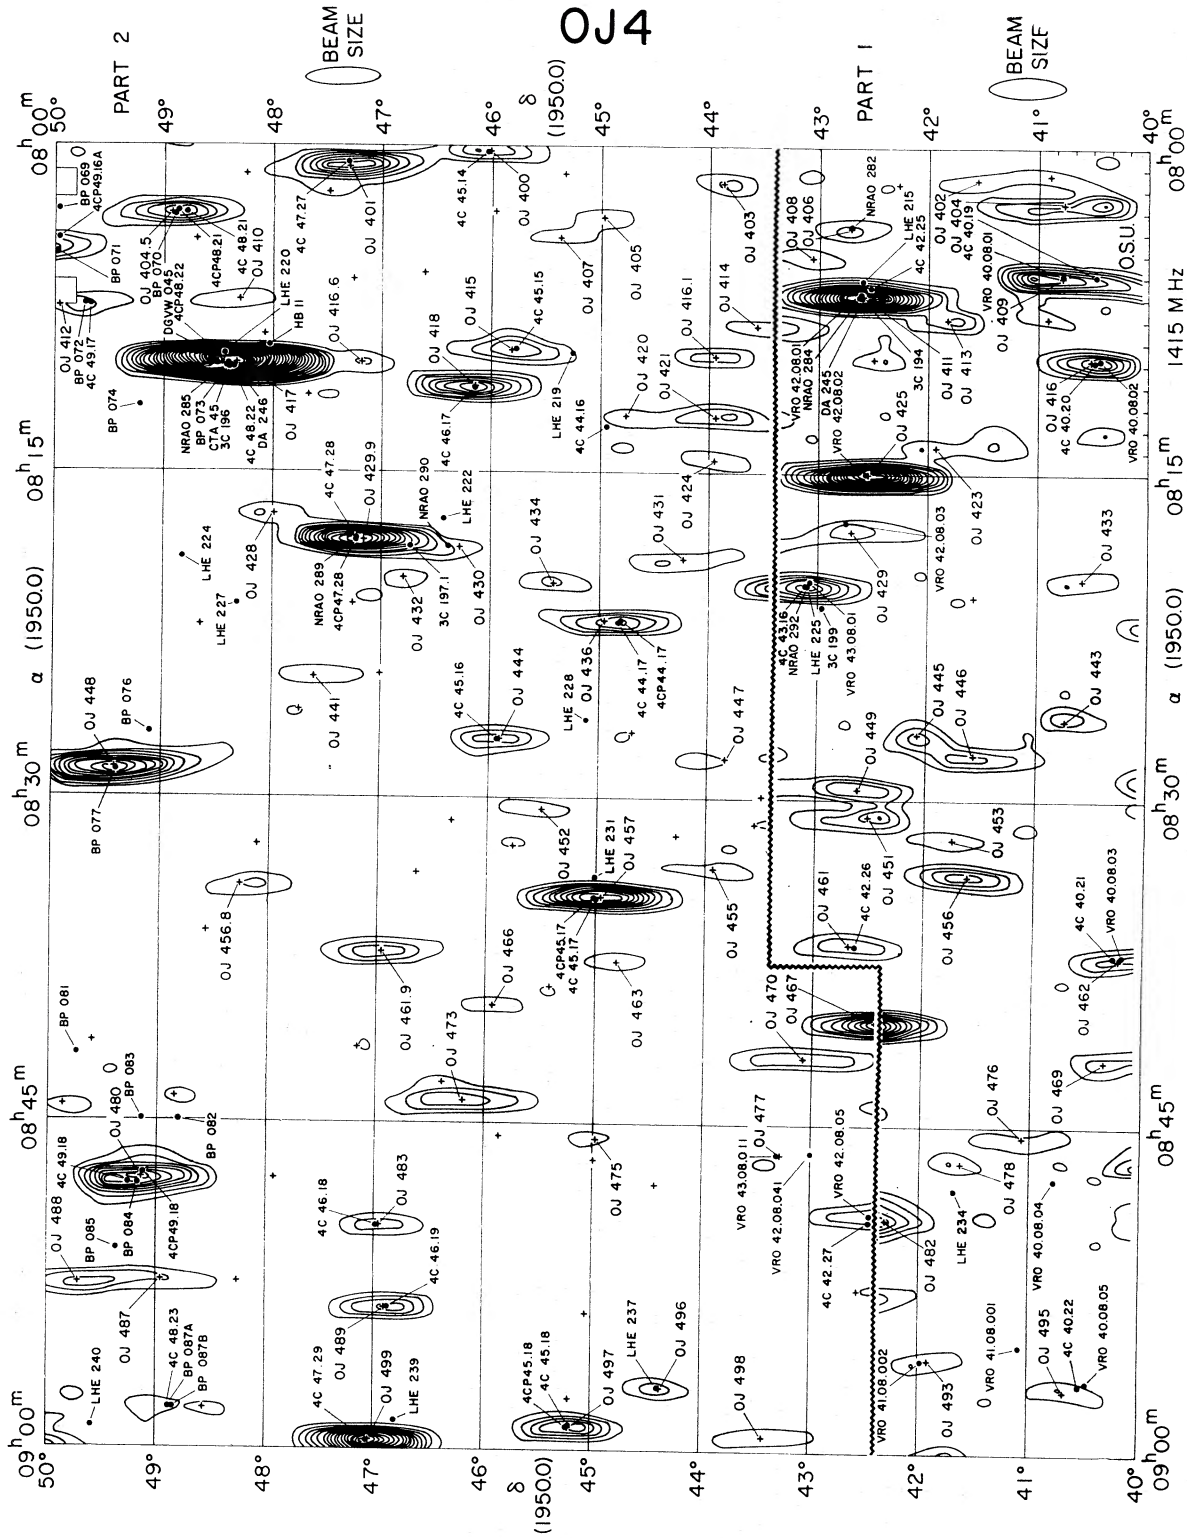 OJ4
PART 2
BEAM
SIZE
PART 1
BEAM
SIZE
08ʰ00ᵐ
50°
49°
48°
47°
46°
δ
(1950.0)
45°
44°
43°
42°
41°
40°
08ʰ00ᵐ
BP 069
4CP49.16A
BP 071
OJ 404.5
BP 070
4CP48.21
4C 48.21
OJ 410
4C 47.27
OJ 401
4C 45.14
OJ 400
OJ 407
OJ 405
OJ 403
OJ 408
OJ 406
NRAO 282
LHE 215
4C 42.25
OJ 402
OJ 404
4C 40.19
VRO 40.08.01
O.S.U.
1415 MHz
OJ 412
BP 072
4C 49.17
BP 074
DGVW 045
4CP48.22
LHE 220
HB 11
OJ 416.6
NRAO 285
BP 073
CTA 45
3C 196
4C 48.22
DA 246
OJ 417
OJ 418
OJ 415
4C 45.15
4C 46.17
LHE 219
4C 44.16
OJ 420
OJ 421
OJ 416.1
OJ 414
VRO 42.08.01
NRAO 284
DA 245
VRO 42.08.02
3C 194
OJ 411
OJ 413
OJ 409
OJ 416
4C 40.20
VRO 40.08.02
OJ 425
08ʰ15ᵐ
08ʰ15ᵐ
4C 47.28
OJ 429.9
NRAO 290
LHE 222
LHE 224
OJ 428
LHE 227
NRAO 289
4CP47.28
OJ 432
3C 197.1
OJ 430
OJ 434
OJ 431
OJ 424
OJ 423
VRO 42.08.03
OJ 429
OJ 433
4C 43.16
NRAO 292
LHE 225
3C 199
VRO 43.08.01
α (1950.0)
α (1950.0)
OJ 448
BP 076
BP 077
OJ 441
4C 45.16
OJ 444
LHE 228
OJ 436
4C 44.17
4CP44.17
OJ 447
OJ 449
OJ 445
OJ 446
OJ 443
08ʰ30ᵐ
08ʰ30ᵐ
OJ 456.8
OJ 461.9
OJ 466
OJ 452
LHE 231
OJ 457
4CP45.17
4C 45.17
OJ 463
OJ 455
OJ 461
4C 42.26
OJ 451
OJ 453
OJ 456
4C 40.21
VRO 40.08.03
OJ 462
BP 081
BP 083
OJ 480
BP 082
OJ 473
OJ 470
OJ 467
OJ 476
OJ 469
08ʰ45ᵐ
08ʰ45ᵐ
4C 49.18
OJ 488
BP 085
BP 084
4CP49.18
4C 46.18
OJ 483
OJ 475
OJ 477
VRO 43.08.011
VRO 42.08.041
VRO 42.08.05
4C 42.27
OJ 482
LHE 234
OJ 478
VRO 40.08.04
OJ 487
OJ 489
4C 46.19
LHE 240
4C 48.23
BP 087A
BP 087B
4C 47.29
OJ 499
LHE 239
4CP45.18
4C 45.18
OJ 497
LHE 237
OJ 496
OJ 498
VRO 41.08.002
OJ 493
VRO 41.08.001
OJ 495
4C 40.22
VRO 40.08.05
09ʰ00ᵐ
50°
49°
48°
47°
46°
δ
(1950.0)
45°
44°
43°
42°
41°
40°
09ʰ00ᵐ